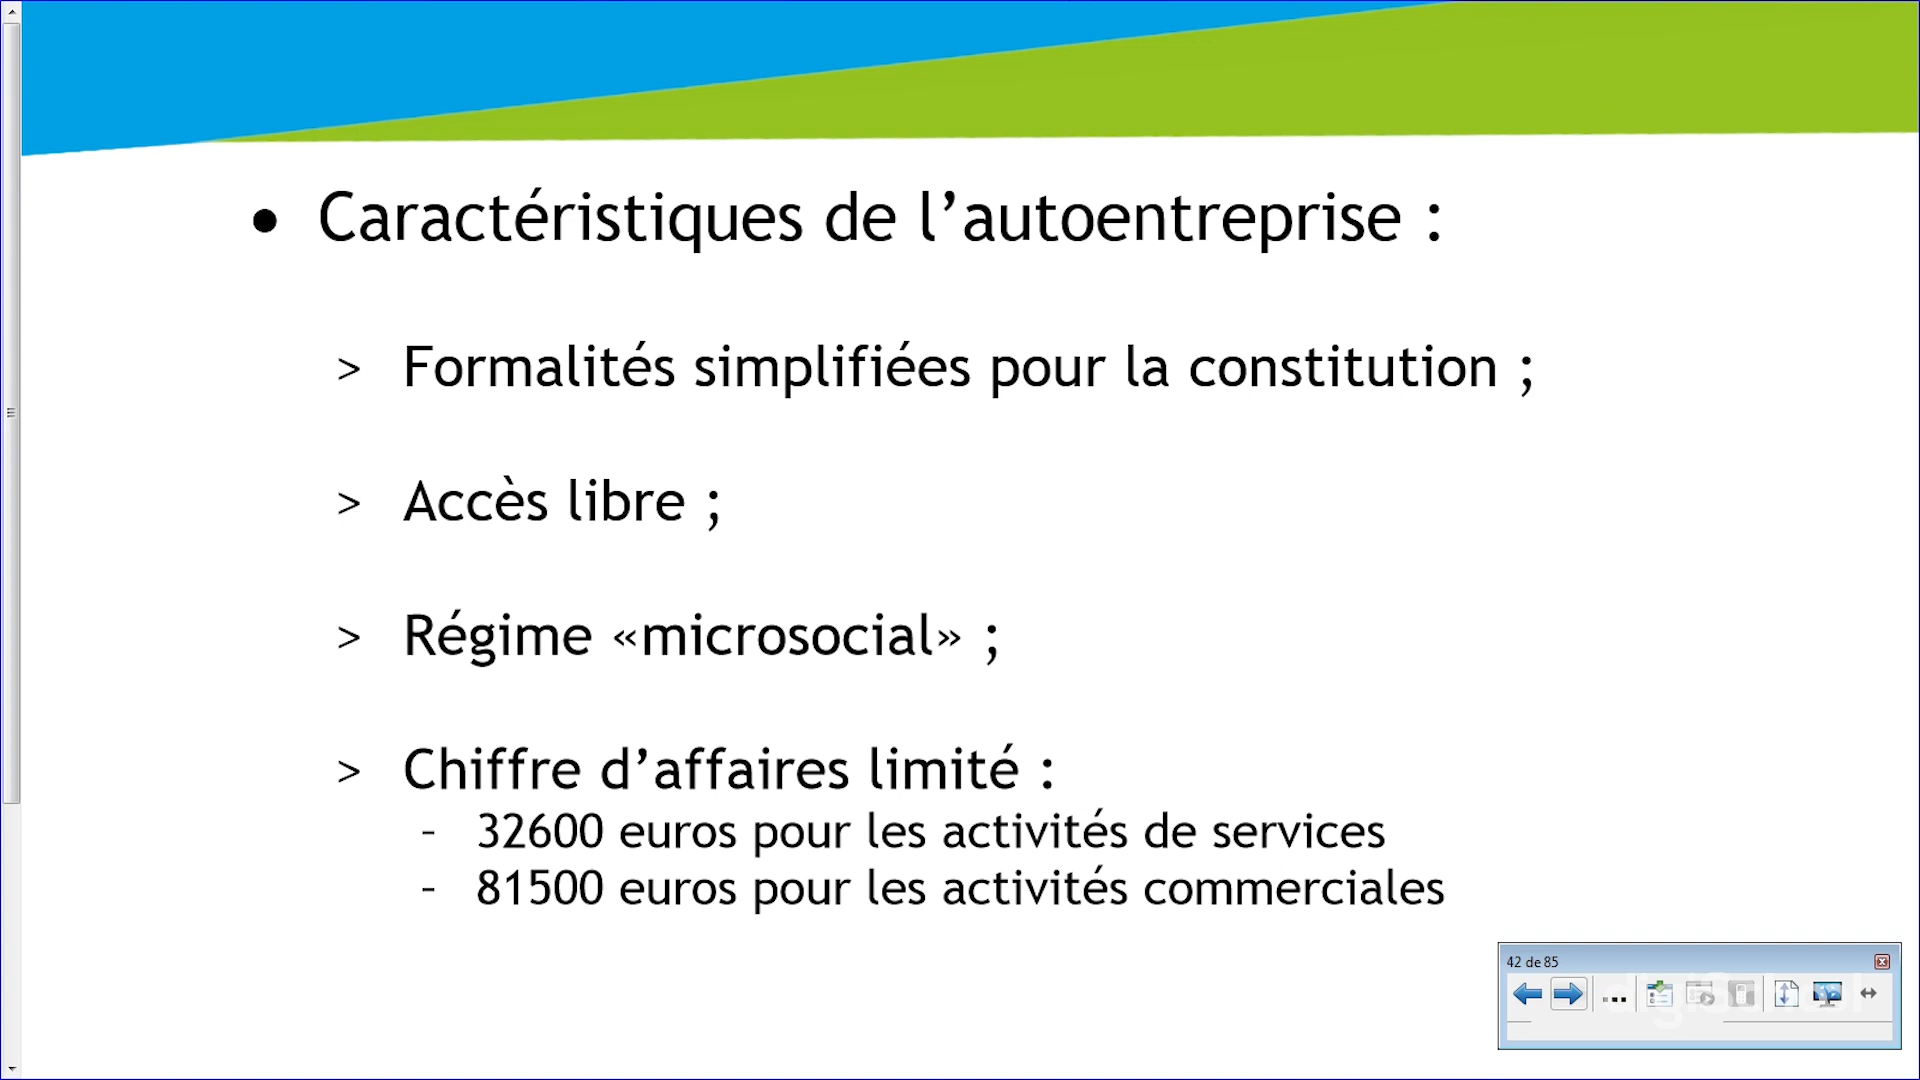 • Caractéristiques de l’autoentreprise :
> Formalités simplifiées pour la constitution ;
> Accès libre ;
> Régime «microsocial» ;
> Chiffre d’affaires limité :
- 32600 euros pour les activités de services
- 81500 euros pour les activités commerciales
42 de 85